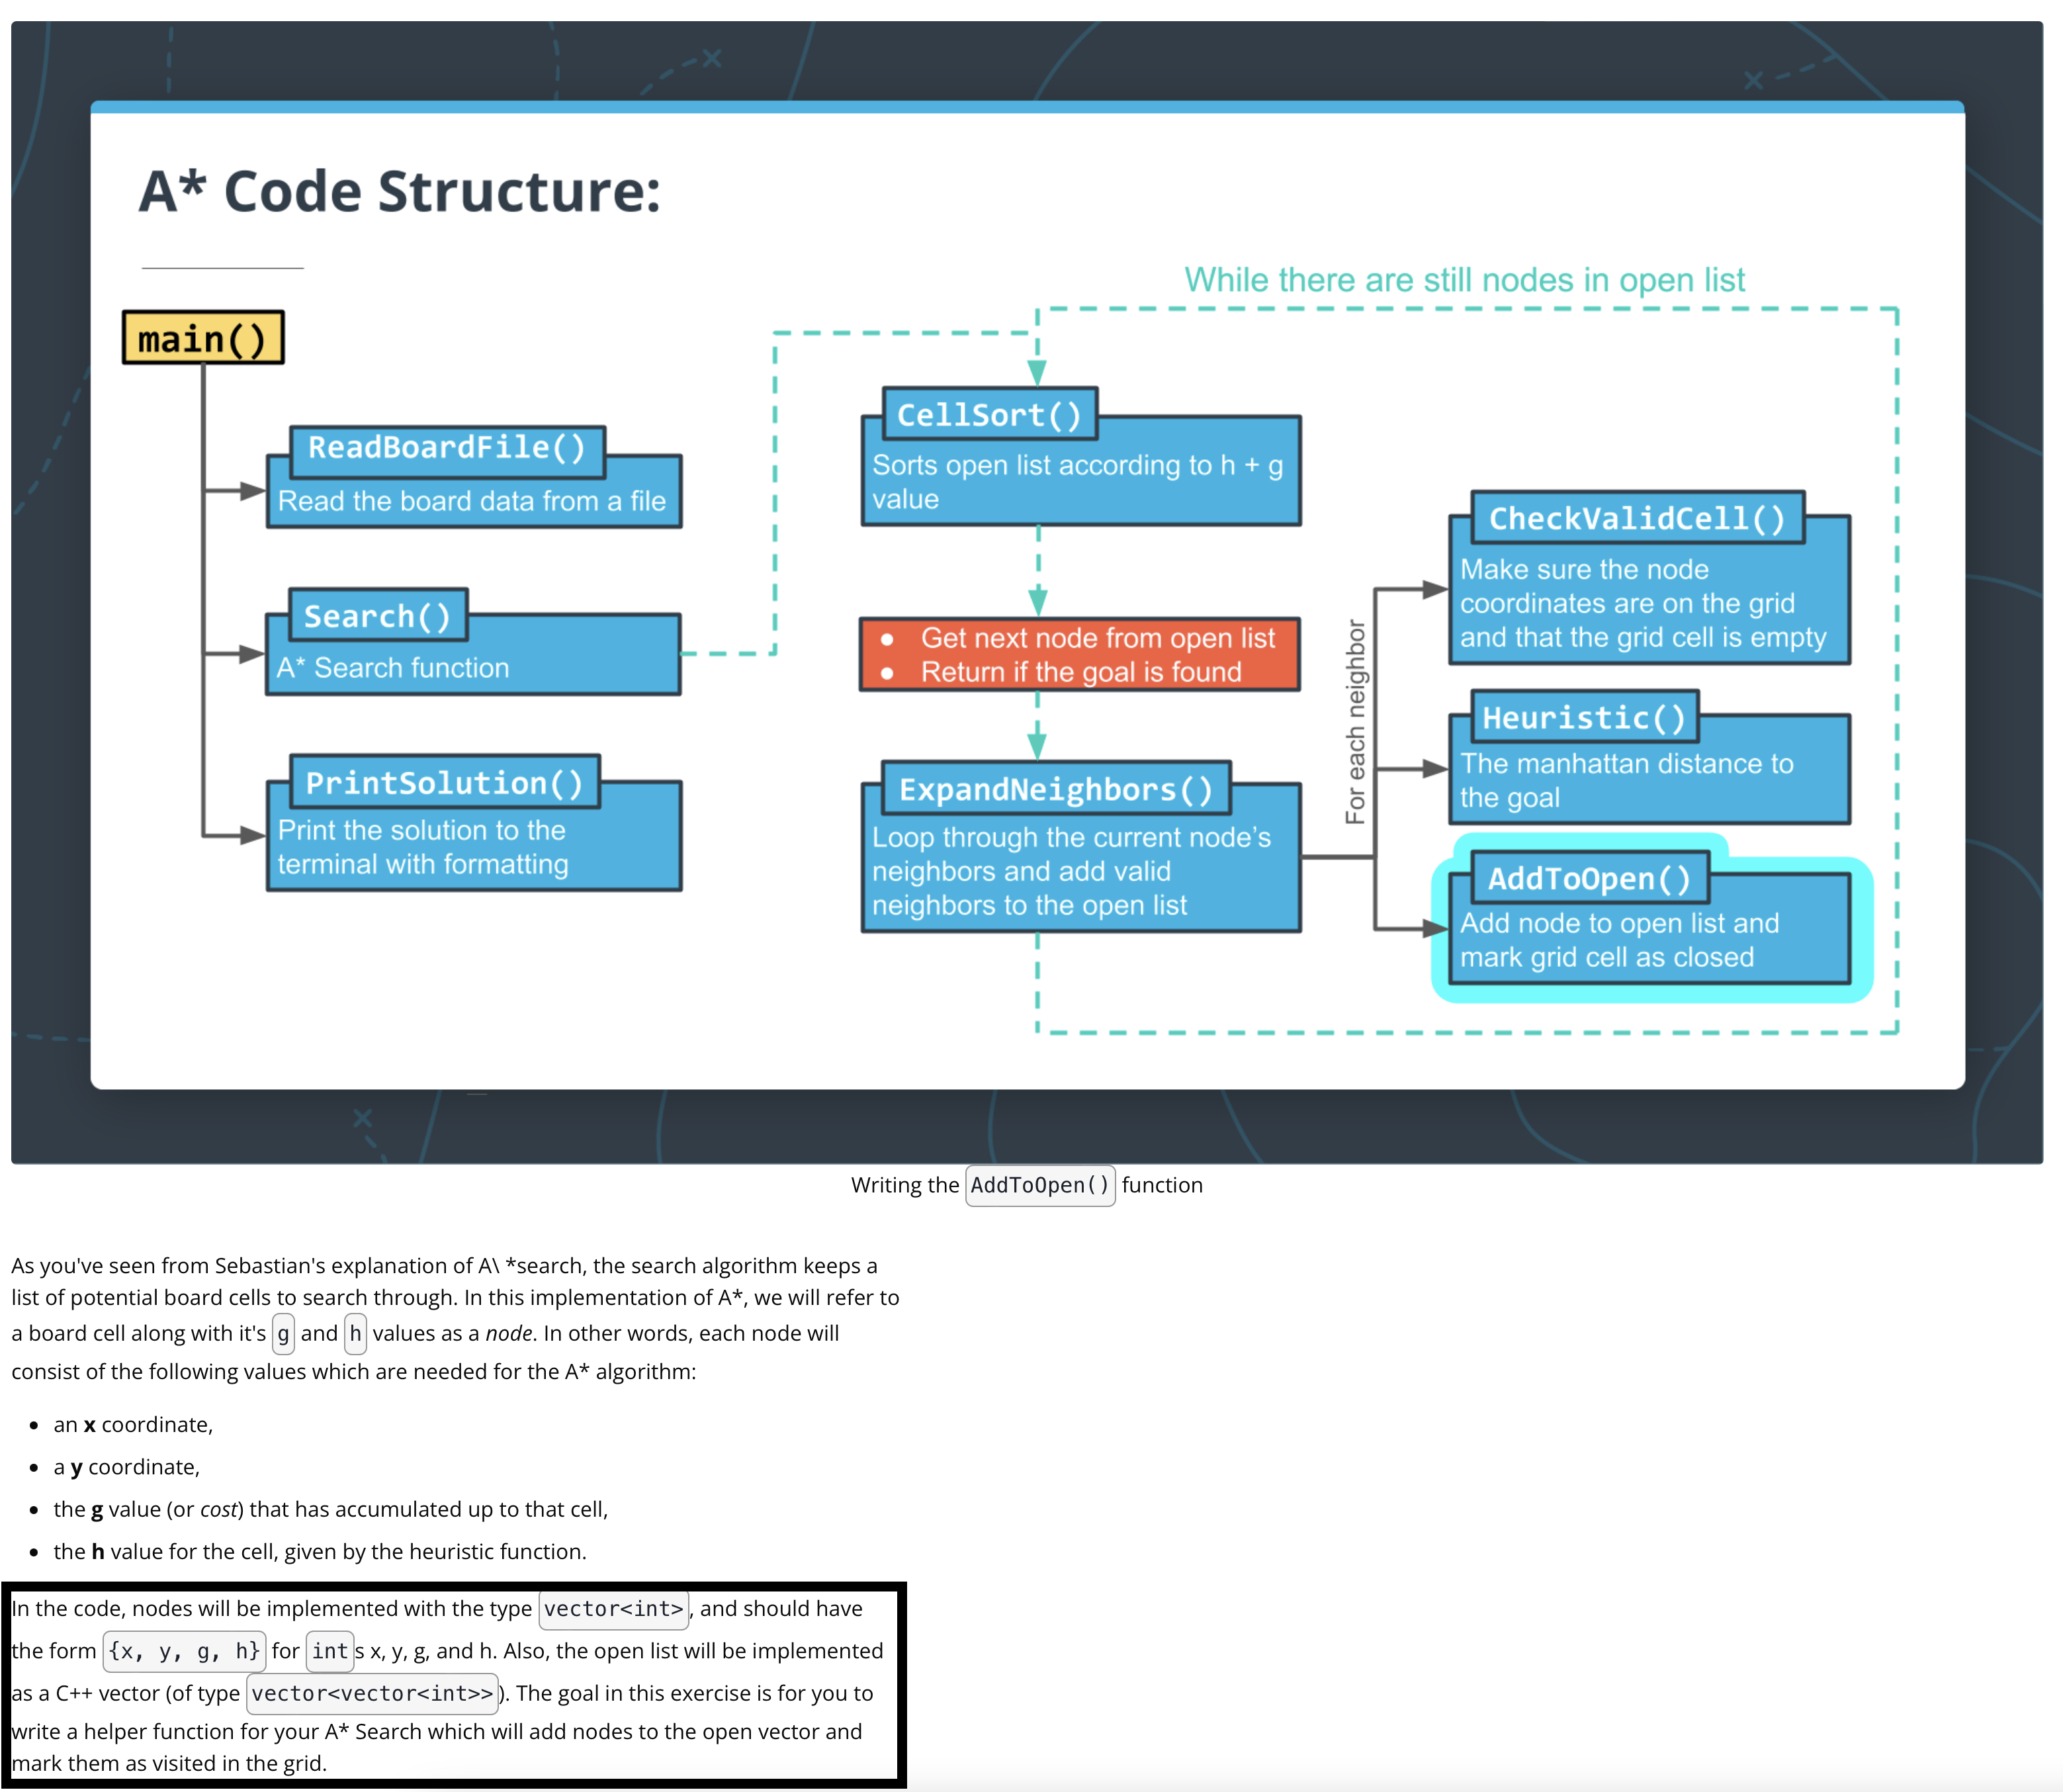 A* Code Structure:
While there are still nodes in open list
main()
ReadBoardFile()
Read the board data from a file
Search()
A* Search function
PrintSolution()
Print the solution to the
terminal with formatting
CellSort()
Sorts open list according to h + g
value
● Get next node from open list
● Return if the goal is found
ExpandNeighbors()
Loop through the current node’s
neighbors and add valid
neighbors to the open list
For each neighbor
CheckValidCell()
Make sure the node
coordinates are on the grid
and that the grid cell is empty
Heuristic()
The manhattan distance to
the goal
AddToOpen()
Add node to open list and
mark grid cell as closed
Writing the AddToOpen() function
As you've seen from Sebastian's explanation of A\ *search, the search algorithm keeps a
list of potential board cells to search through. In this implementation of A*, we will refer to
a board cell along with it's g and h values as a node. In other words, each node will
consist of the following values which are needed for the A* algorithm:
• an x coordinate,
• a y coordinate,
• the g value (or cost) that has accumulated up to that cell,
• the h value for the cell, given by the heuristic function.
In the code, nodes will be implemented with the type vector<int>, and should have
the form {x, y, g, h} for int s x, y, g, and h. Also, the open list will be implemented
as a C++ vector (of type vector<vector<int>>). The goal in this exercise is for you to
write a helper function for your A* Search which will add nodes to the open vector and
mark them as visited in the grid.